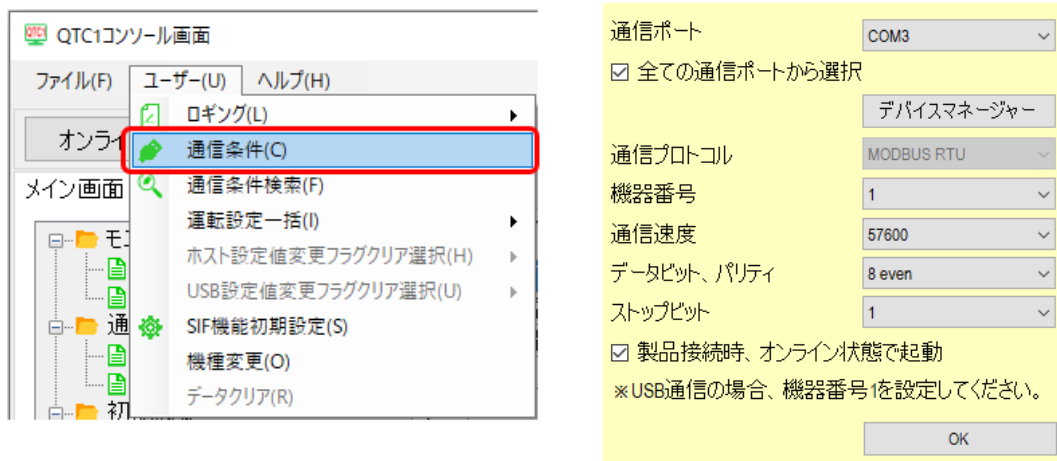 QTC1コンソール画面
ファイル(F) ユーザー(U) ヘルプ(H)
ロギング(L)
オンライ
通信条件(C)
メイン画面
通信条件検索(F)
運転設定一括(I)
モニ
ホスト設定値変更フラグクリア選択(H)
USB設定値変更フラグクリア選択(U)
通
SIF機能初期設定(S)
機種変更(O)
データクリア(R)
初
通信ポート COM3
全ての通信ポートから選択
デバイスマネージャー
通信プロトコル MODBUS RTU
機器番号 1
通信速度 57600
データビット、パリティ 8 even
ストップビット 1
製品接続時、オンライン状態で起動
※USB通信の場合、機器番号1を設定してください。
OK